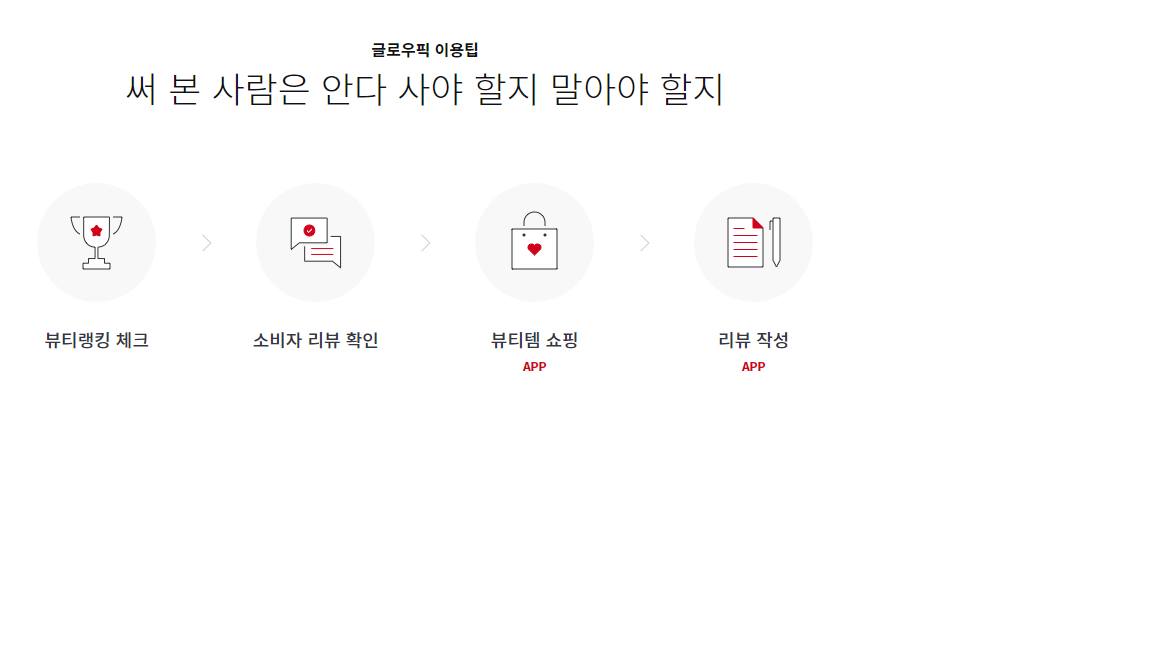 글로우픽 이용팁
써 본 사람은 안다 사야 할지 말아야 할지
뷰티랭킹 체크
소비자 리뷰 확인
뷰티템 쇼핑
APP
리뷰 작성
APP